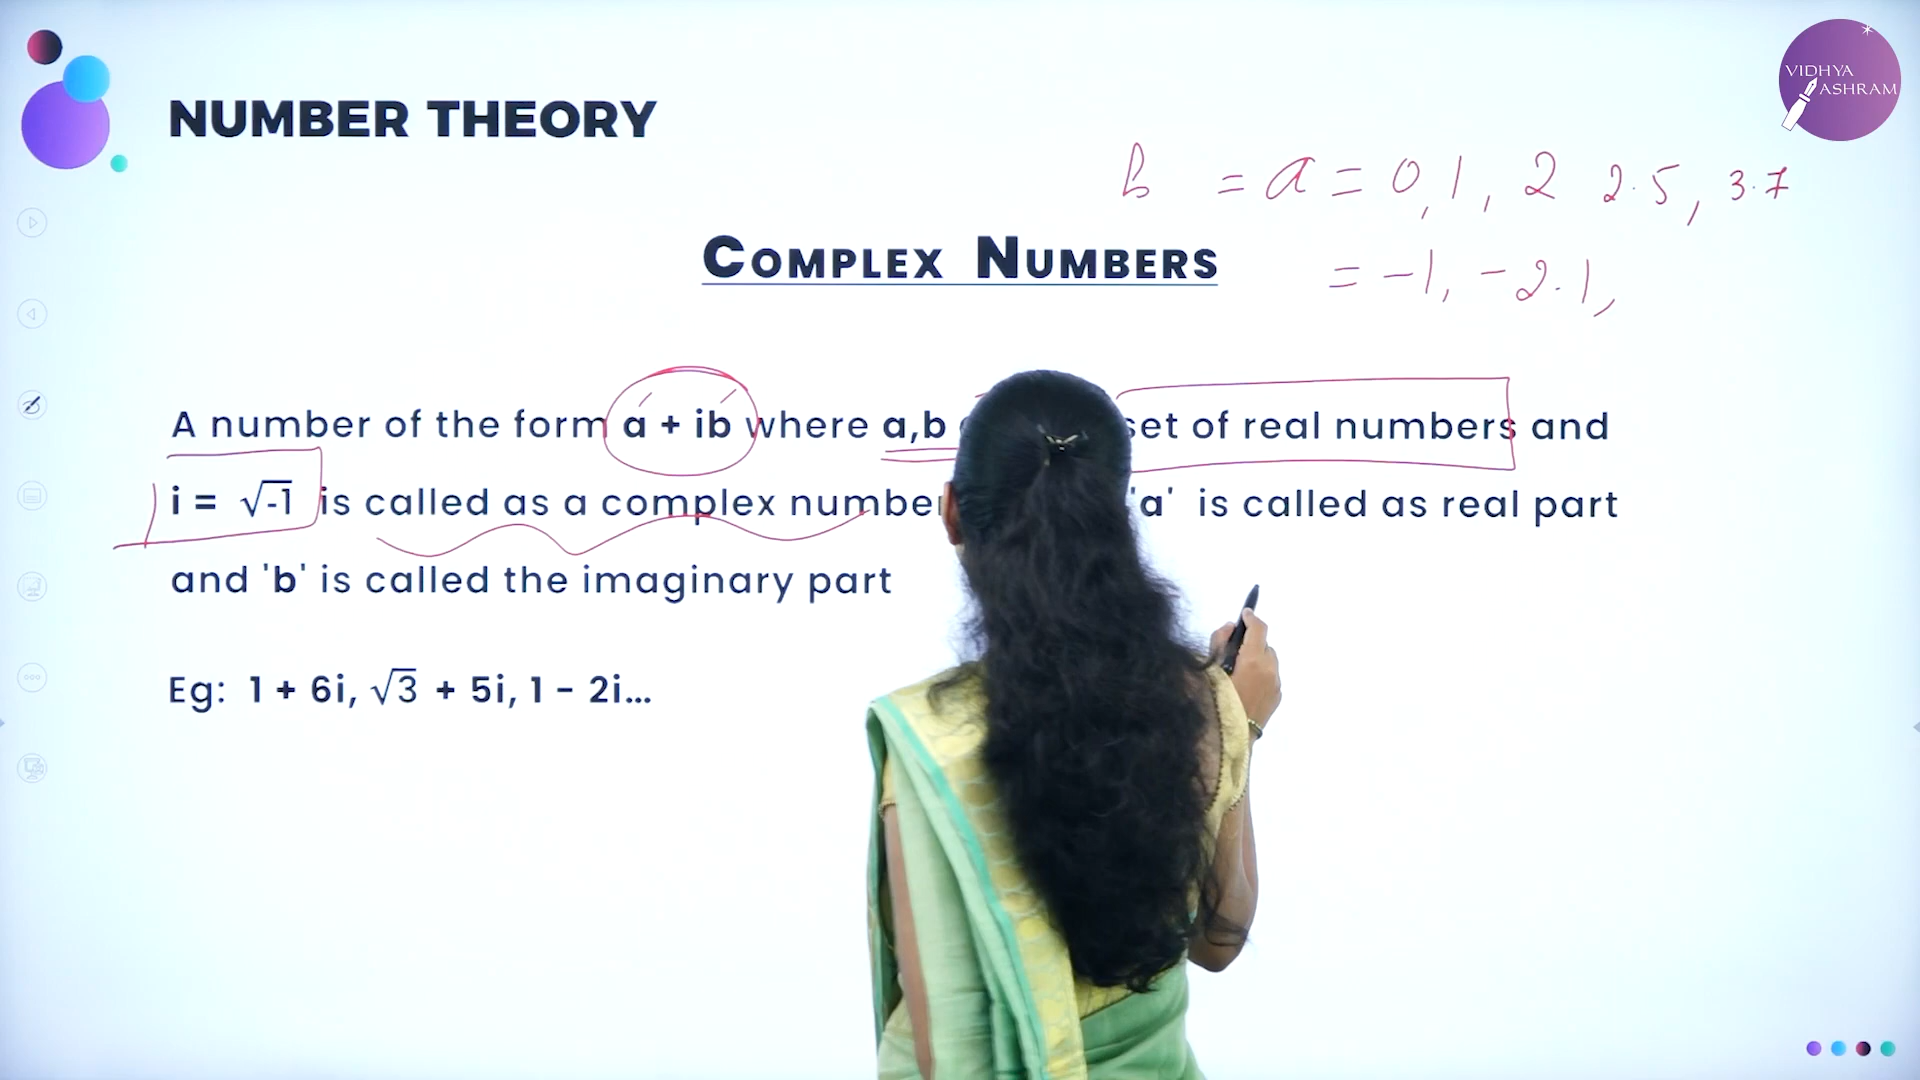 VIDHYA
ASHRAM
NUMBER THEORY
b = a = 0, 1, 2 2.5, 3.7
= -1, -2.1,
COMPLEX NUMBERS
A number of the form a + ib where a,b set of real numbers and
i = √-1 is called as a complex number 'a' is called as real part
and 'b' is called the imaginary part
Eg: 1 + 6i, √3 + 5i, 1 - 2i...